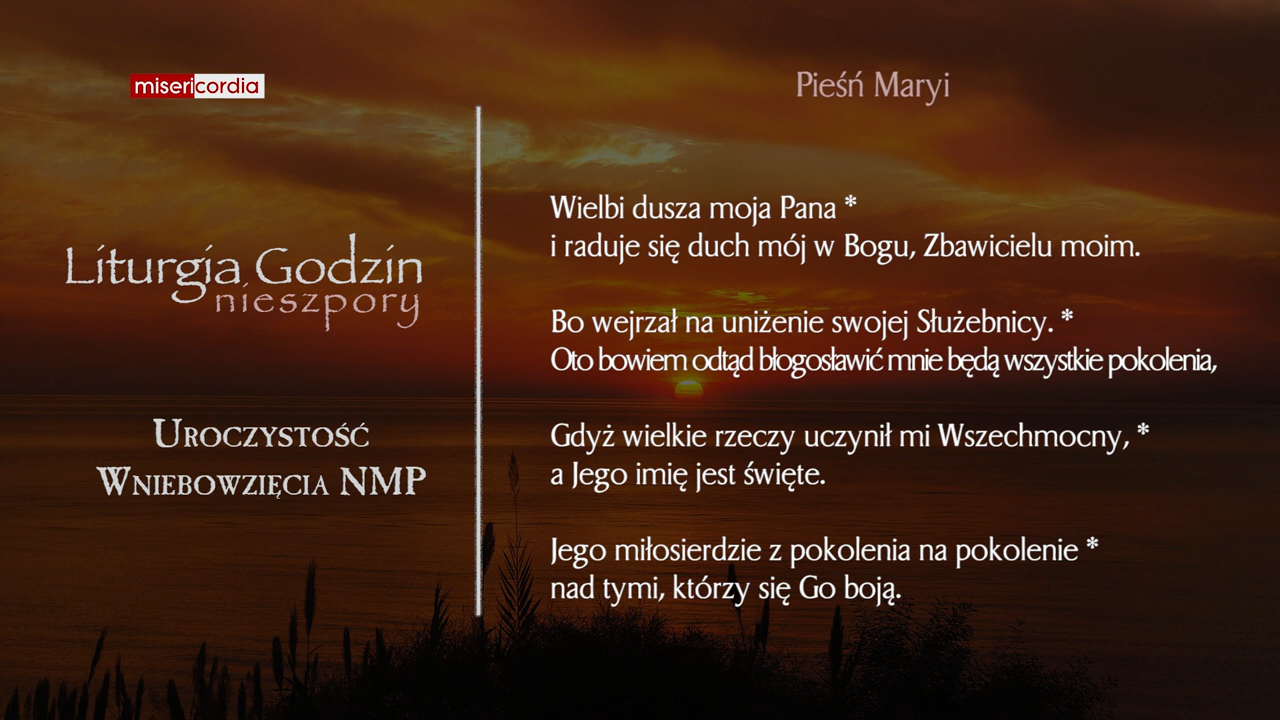 misericordia
Liturgia Godzin
nieszpory
Uroczystość
Wniebowzięcia NMP
Pieśń Maryi
Wielbi dusza moja Pana *
i raduje się duch mój w Bogu, Zbawicielu moim.
Bo wejrzał na uniżenie swojej Służebnicy. *
Oto bowiem odtąd błogosławić mnie będą wszystkie pokolenia,
Gdyż wielkie rzeczy uczynił mi Wszechmocny, *
a Jego imię jest święte.
Jego miłosierdzie z pokolenia na pokolenie *
nad tymi, którzy się Go boją.